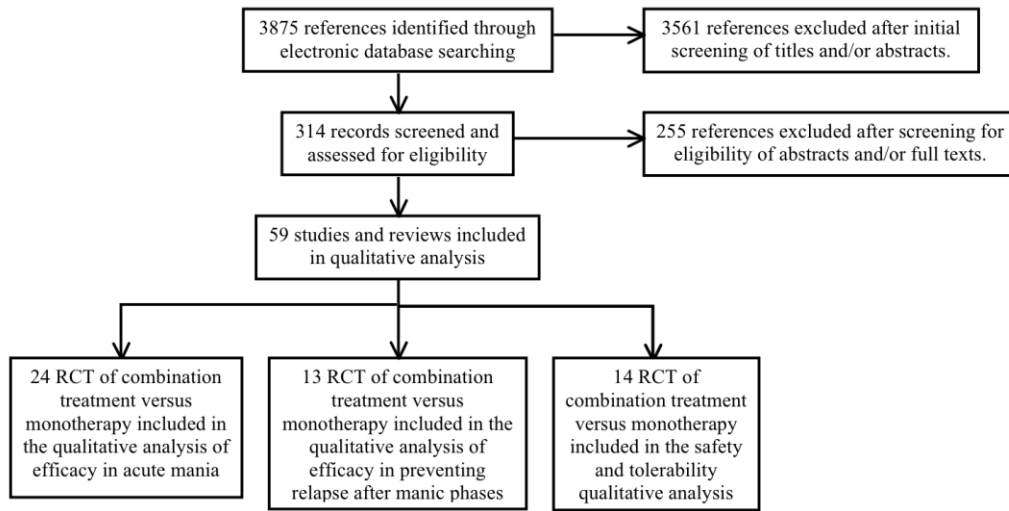 3875 references identified through
electronic database searching
3561 references excluded after initial
screening of titles and/or abstracts.
314 records screened and
assessed for eligibility
255 references excluded after screening for
eligibility of abstracts and/or full texts.
59 studies and reviews included
in qualitative analysis
24 RCT of combination
treatment versus
monotherapy included in
the qualitative analysis of
efficacy in acute mania
13 RCT of combination
treatment versus
monotherapy included in the
qualitative analysis of
efficacy in preventing
relapse after manic phases
14 RCT of
combination treatment
versus monotherapy
included in the safety
and tolerability
qualitative analysis